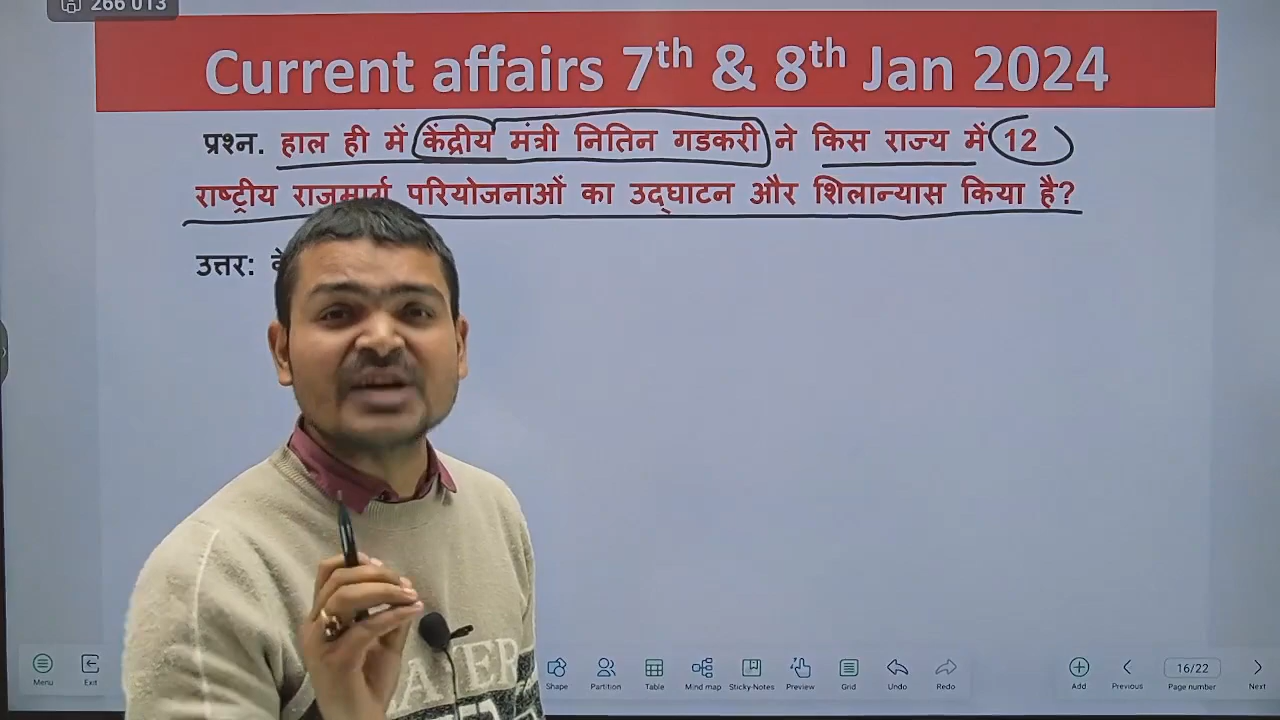 266 013
Current affairs 7th & 8th Jan 2024
प्रश्न. हाल ही में केंद्रीय मंत्री नितिन गडकरी ने किस राज्य में 12
राष्ट्रीय राजमार्ग परियोजनाओं का उद्घाटन और शिलान्यास किया है?
उत्तर:
Menu Exit Shape Partition Table Mind map Sticky-Notes Preview Grid Undo Redo Add Previous 16/22 Page number Next